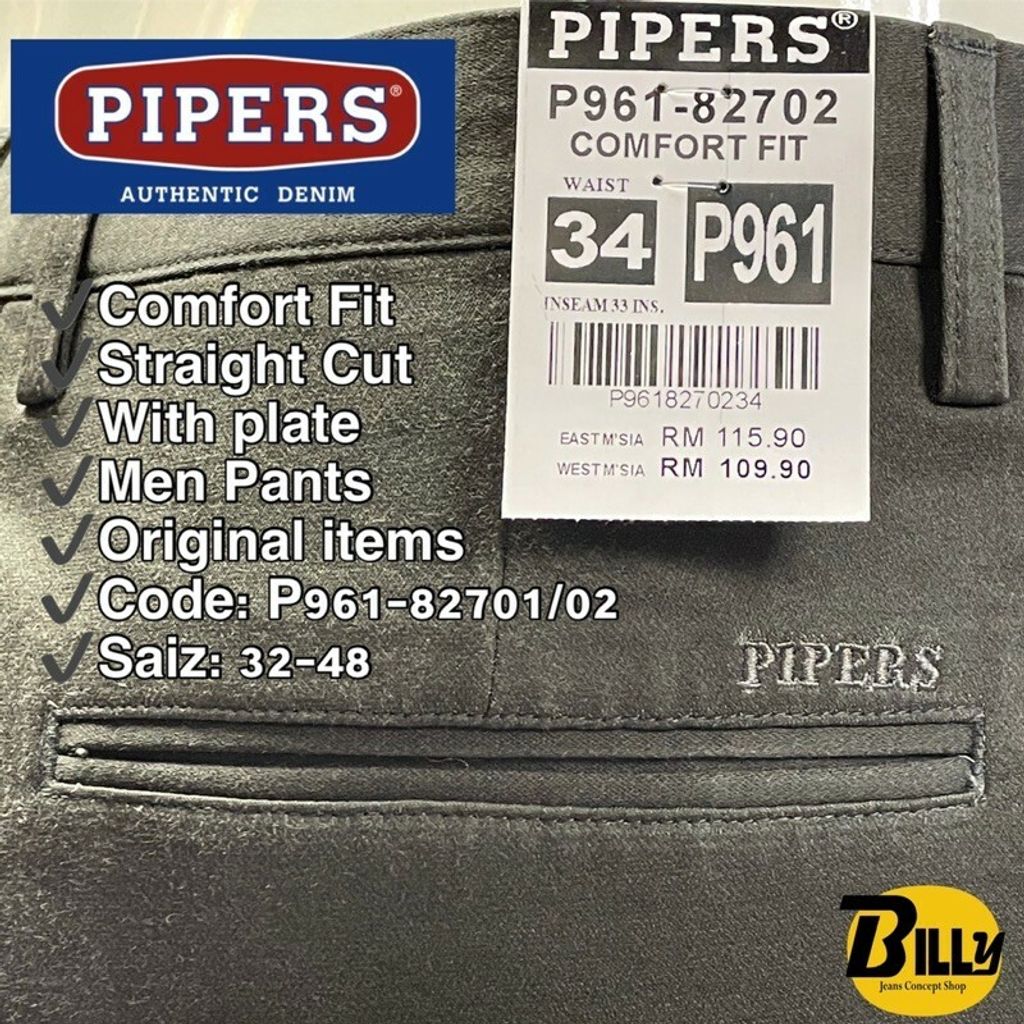 PIPERS®
AUTHENTIC DENIM
PIPERS®
P961-82702
COMFORT FIT
WAIST
34
P961
INSEAM 33 INS.
P9618270234
EAST M'SIA RM 115.90
WEST M'SIA RM 109.90
✓Comfort Fit
✓Straight Cut
✓With plate
✓Men Pants
✓Original items
✓Code: P961-82701/02
✓Saiz: 32-48
PIPERS
BILLY
Jeans Concept Shop